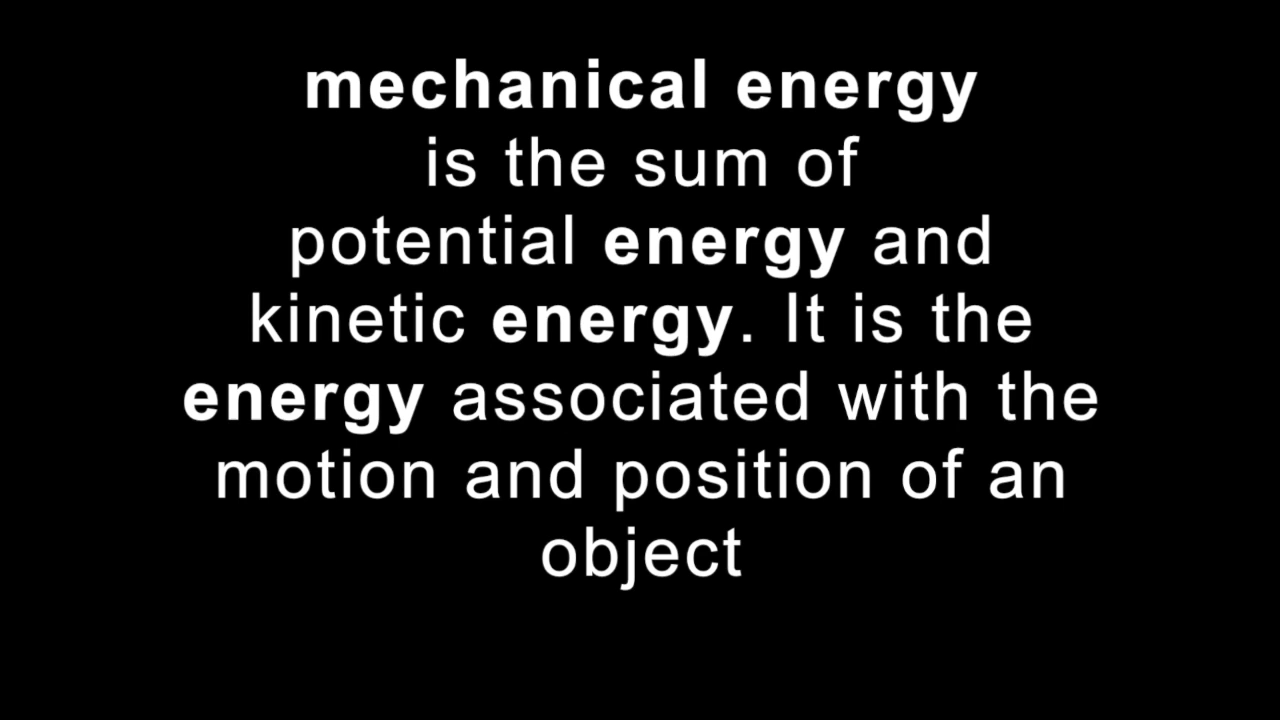 mechanical energy
is the sum of
potential energy and
kinetic energy. It is the
energy associated with the
motion and position of an
object